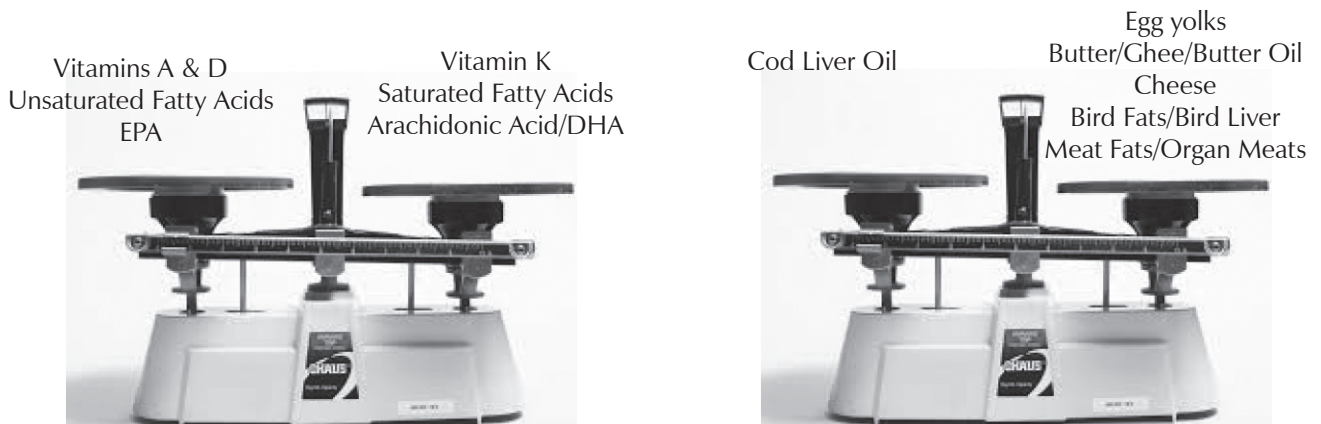 Vitamins A & D
Unsaturated Fatty Acids
EPA
Vitamin K
Saturated Fatty Acids
Arachidonic Acid/DHA
Cod Liver Oil
Egg yolks
Butter/Ghee/Butter Oil
Cheese
Bird Fats/Bird Liver
Meat Fats/Organ Meats
OHAUS
OHAUS